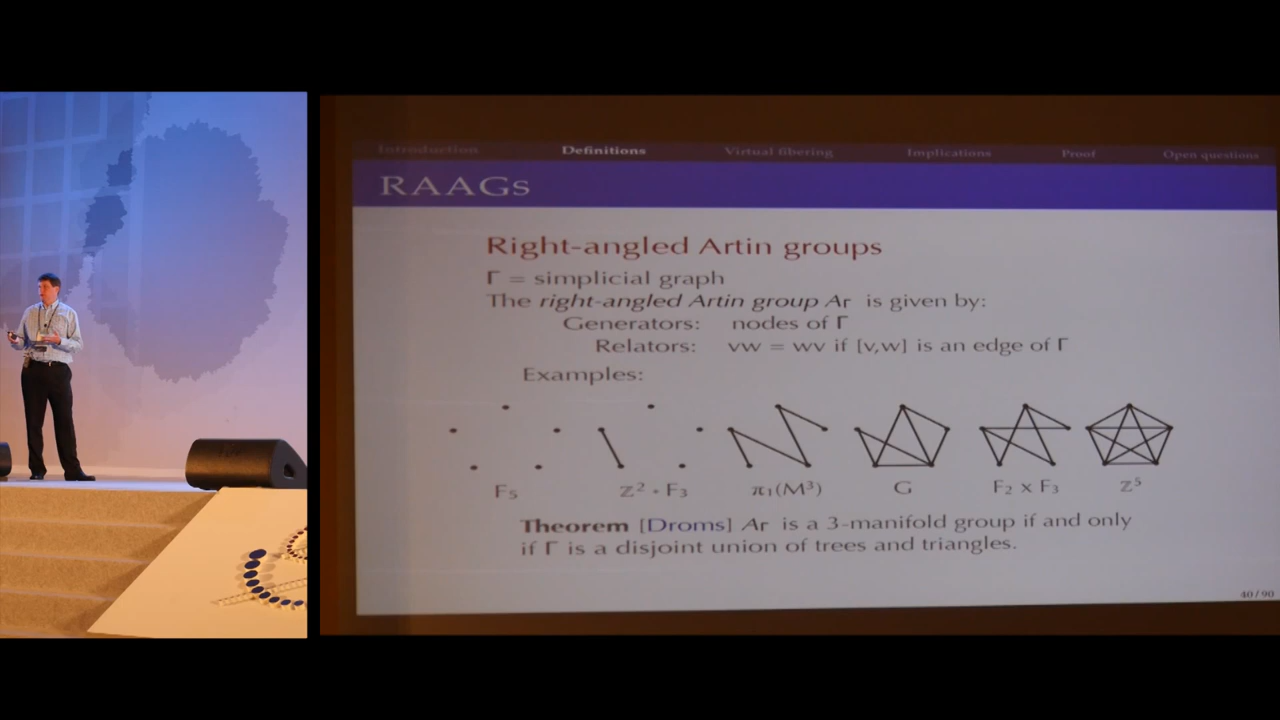 Introduction Definitions Virtual fibering Implications Proof Open questions
RAAGs
Right-angled Artin groups
Γ = simplicial graph
The right-angled Artin group AΓ is given by:
Generators: nodes of Γ
Relators: vw = wv if [v,w] is an edge of Γ
Examples:
F₅ ℤ² * F₃ π₁(M³) G F₂ x F₃ ℤ⁵
Theorem [Droms] AΓ is a 3-manifold group if and only
if Γ is a disjoint union of trees and triangles.
40 / 90